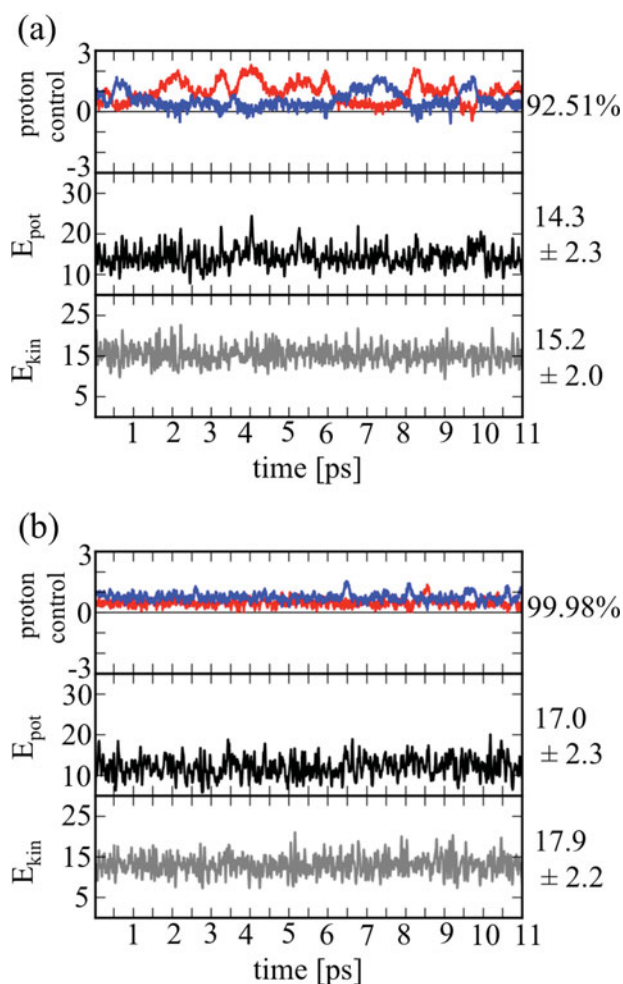 (a)
proton
control
3
0
-3
92.51%
E_pot
30
20
10
14.3
± 2.3
E_kin
25
15
5
15.2
± 2.0
1 2 3 4 5 6 7 8 9 10 11
time [ps]
(b)
proton
control
3
0
-3
99.98%
E_pot
30
20
10
17.0
± 2.3
E_kin
25
15
5
17.9
± 2.2
1 2 3 4 5 6 7 8 9 10 11
time [ps]